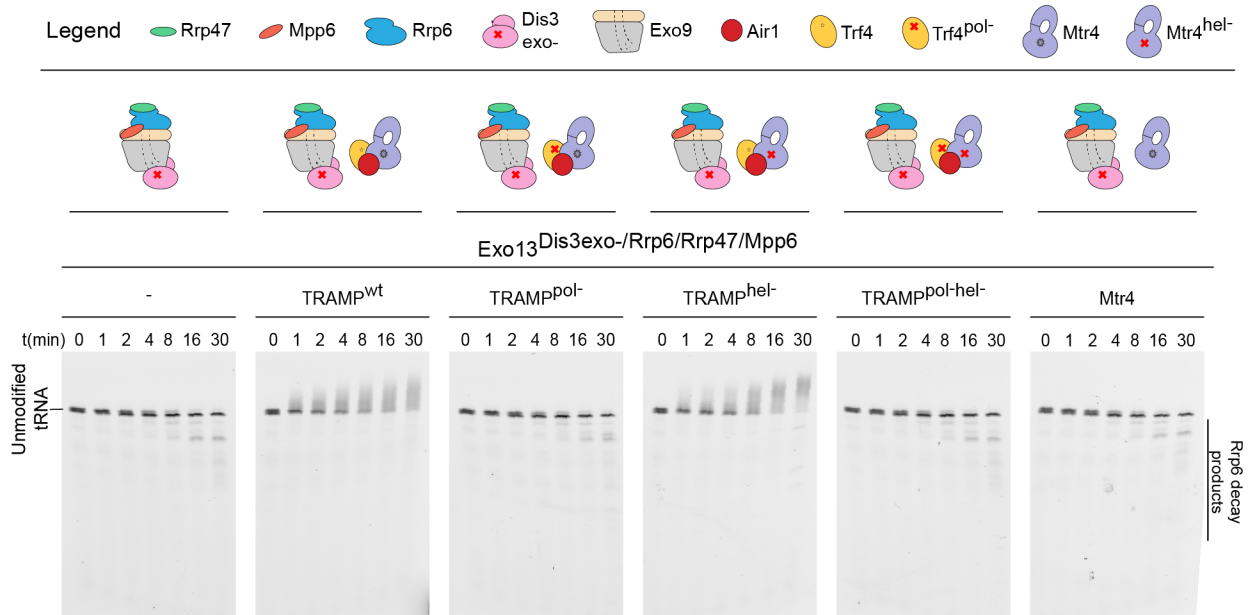 Legend Rrp47 Mpp6 Rrp6 Dis3 exo- Exo9 Air1 Trf4 Trf4pol- Mtr4 Mtr4hel-
Exo13Dis3exo-/Rrp6/Rrp47/Mpp6
- TRAMPwt TRAMPpol- TRAMPhel- TRAMPpol-hel- Mtr4
t(min) 0 1 2 4 8 16 30 0 1 2 4 8 16 30 0 1 2 4 8 16 30 0 1 2 4 8 16 30 0 1 2 4 8 16 30 0 1 2 4 8 16 30
Unmodified
tRNA
Rrp6 decay
products